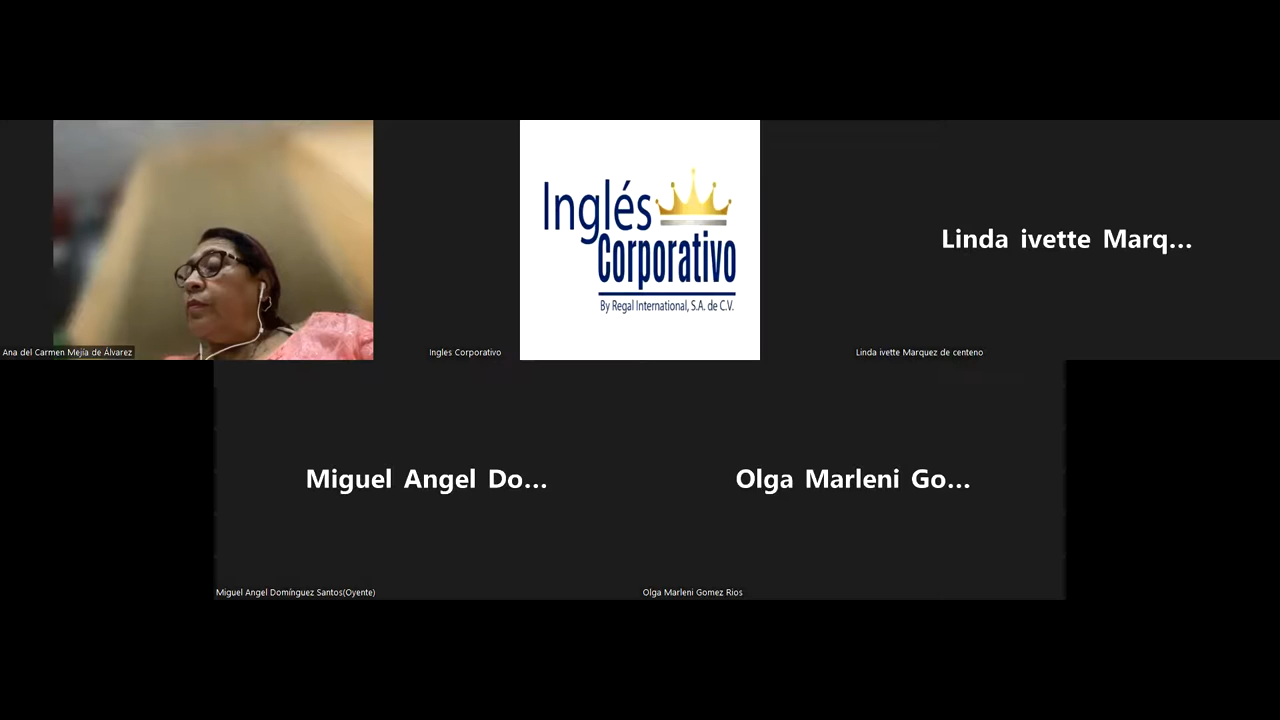 Inglés
Corporativo
By Regal International, S.A. de C.V.
Linda ivette Marq...
Ana del Carmen Mejía de Álvarez
Ingles Corporativo
Linda ivette Marquez de centeno
Miguel Angel Do...
Olga Marleni Go...
Miguel Angel Domínguez Santos(Oyente)
Olga Marleni Gomez Rios